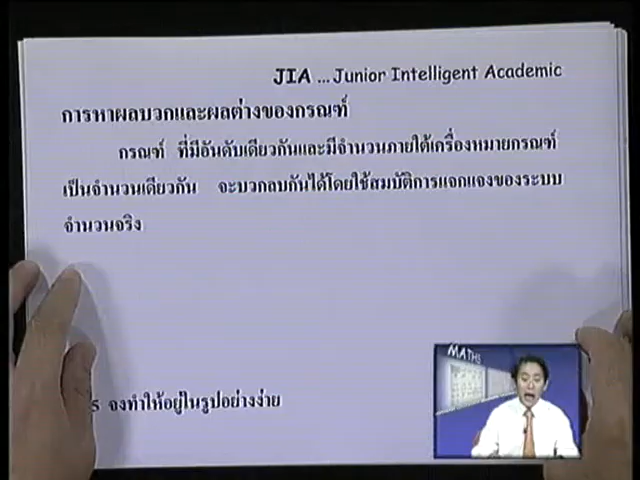 JIA ... Junior Intelligent Academic
การหาผลบวกและผลต่างของกรณฑ์
กรณฑ์ ที่มีอันดับเดียวกันและมีจำนวนภายใต้เครื่องหมายกรณฑ์
เป็นจำนวนเดียวกัน จะบวกลบกันได้โดยใช้สมบัติการแจกแจงของระบบ
จำนวนจริง
5 จงทำให้อยู่ในรูปอย่างง่าย
MATHS